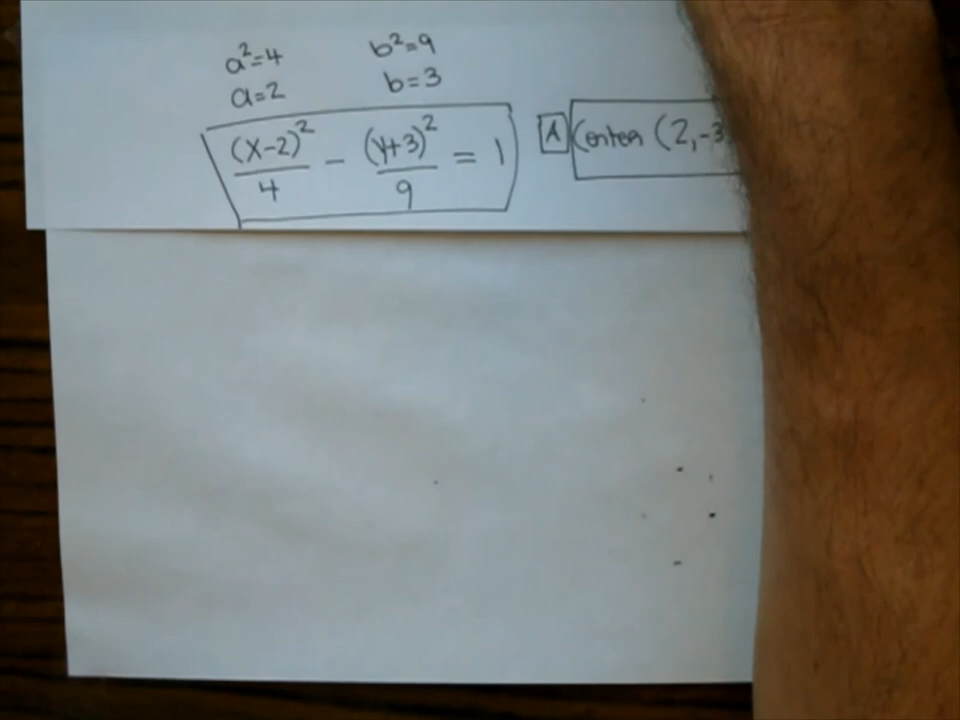 a²=4 b²=9
a=2 b=3
(x-2)²/4 - (y+3)²/9 = 1
A Center (2,-3